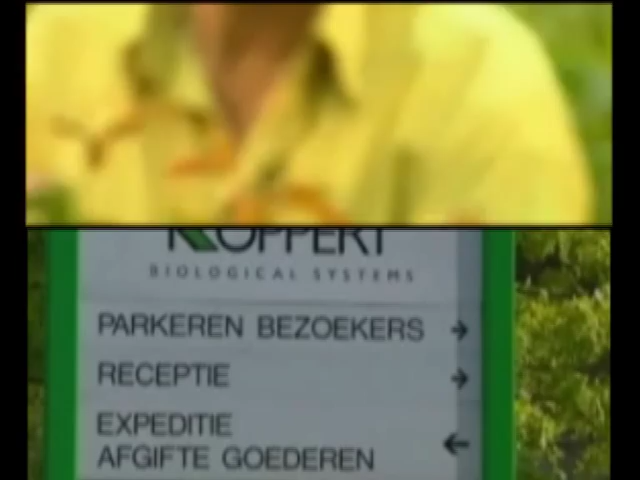 KOPPERT
BIOLOGICAL SYSTEMS
PARKEREN BEZOEKERS →
RECEPTIE →
EXPEDITIE
AFGIFTE GOEDEREN ←